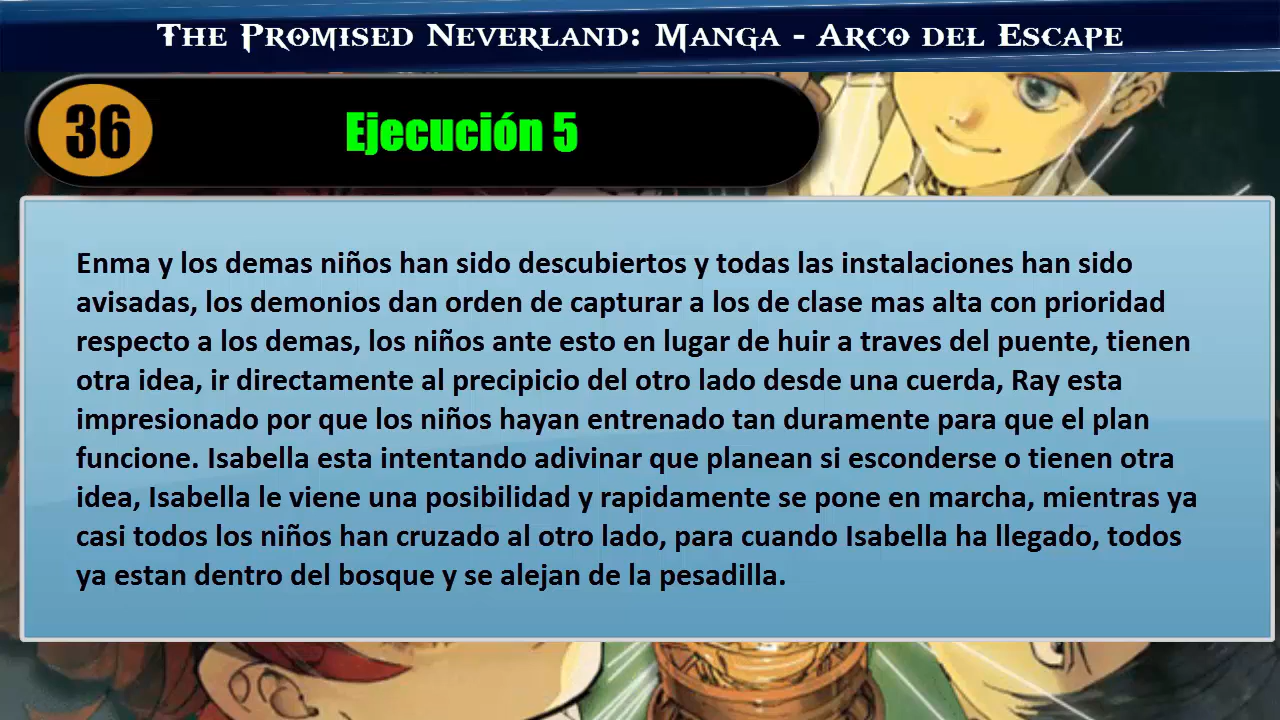 The Promised Neverland: Manga - Arco del Escape
36
Ejecución 5
Enma y los demas niños han sido descubiertos y todas las instalaciones han sido
avisadas, los demonios dan orden de capturar a los de clase mas alta con prioridad
respecto a los demas, los niños ante esto en lugar de huir a traves del puente, tienen
otra idea, ir directamente al precipicio del otro lado desde una cuerda, Ray esta
impresionado por que los niños hayan entrenado tan duramente para que el plan
funcione. Isabella esta intentando adivinar que planean si esconderse o tienen otra
idea, Isabella le viene una posibilidad y rapidamente se pone en marcha, mientras ya
casi todos los niños han cruzado al otro lado, para cuando Isabella ha llegado, todos
ya estan dentro del bosque y se alejan de la pesadilla.